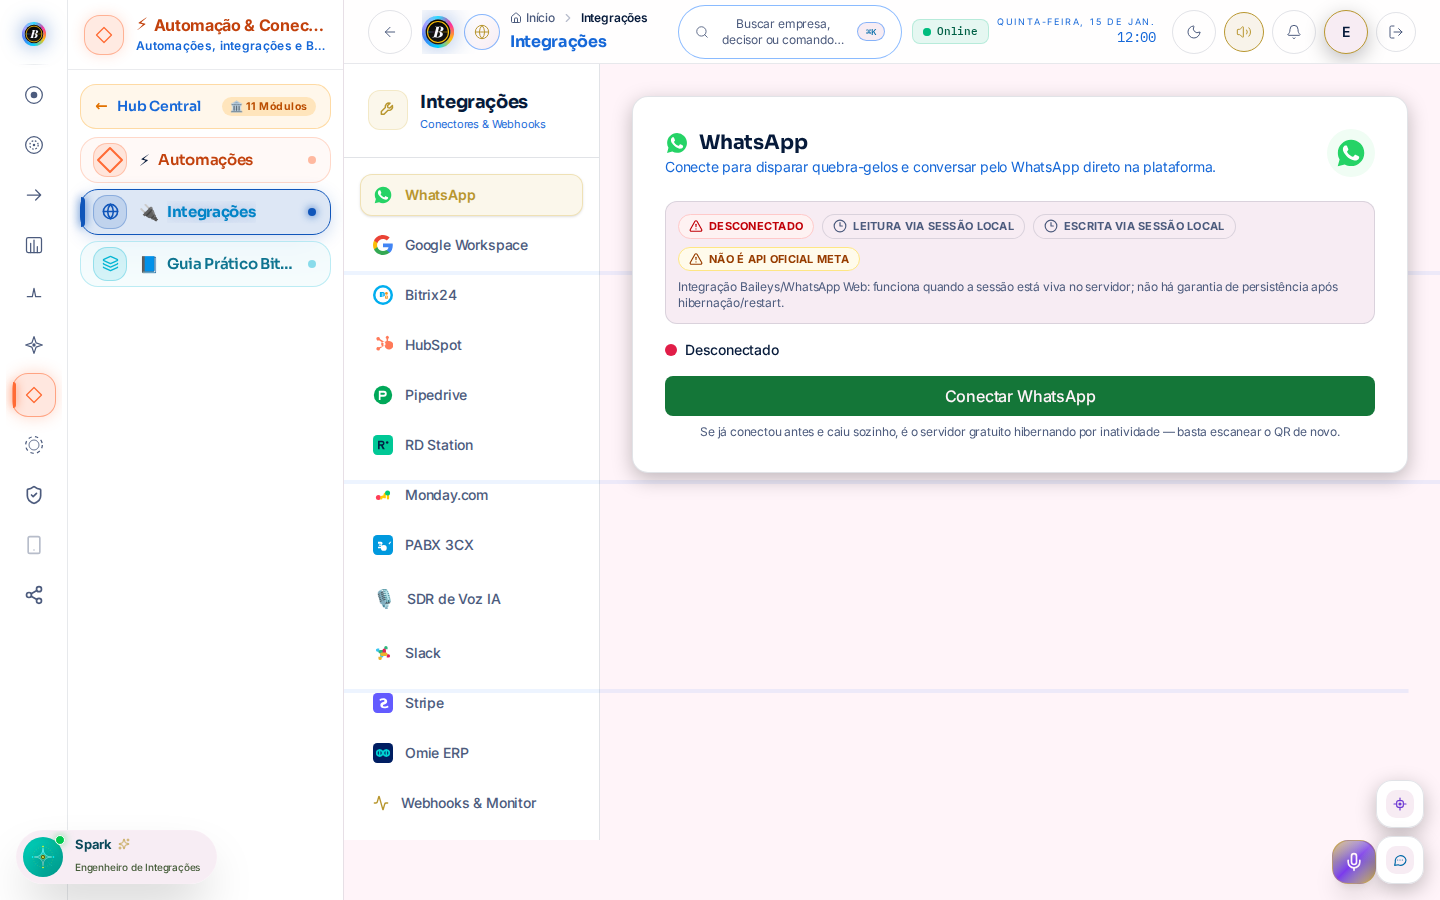 ⚡ Automação & Conec...
Automações, integrações e B...
← Hub Central
🏛️ 11 Módulos
⚡ Automações
🔌 Integrações
📘 Guia Prático Bit...
Spark
Engenheiro de Integrações
B
Início > Integrações
Integrações
Buscar empresa,
decisor ou comando...
⌘K
Online
QUINTA-FEIRA, 15 DE JAN.
12:00
E
Integrações
Conectores & Webhooks
WhatsApp
Google Workspace
Bitrix24
HubSpot
Pipedrive
RD Station
Monday.com
PABX 3CX
🎙️ SDR de Voz IA
Slack
Stripe
Omie ERP
Webhooks & Monitor
WhatsApp
Conecte para disparar quebra-gelos e conversar pelo WhatsApp direto na plataforma.
DESCONECTADO
LEITURA VIA SESSÃO LOCAL
ESCRITA VIA SESSÃO LOCAL
NÃO É API OFICIAL META
Integração Baileys/WhatsApp Web: funciona quando a sessão está viva no servidor; não há garantia de persistência após
hibernação/restart.
Desconectado
Conectar WhatsApp
Se já conectou antes e caiu sozinho, é o servidor gratuito hibernando por inatividade — basta escanear o QR de novo.